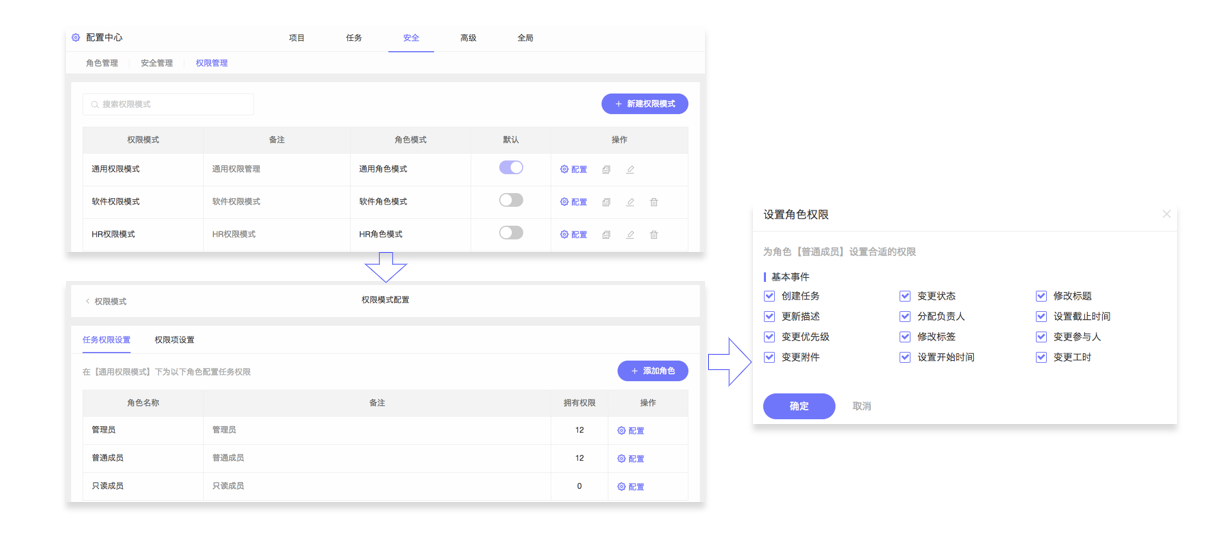 配置中心
项目 任务 安全 高级 全局
角色管理 安全管理 权限管理
搜索权限模式
+ 新建权限模式
权限模式 备注 角色模式 默认 操作
通用权限模式 通用权限管理 通用角色模式 配置
软件权限模式 软件权限模式 软件角色模式 配置
HR权限模式 HR权限模式 HR角色模式 配置
< 权限模式
权限模式配置
任务权限设置 权限项设置
在【通用权限模式】下为以下角色配置任务权限
+ 添加角色
角色名称 备注 拥有权限 操作
管理员 管理员 12 配置
普通成员 普通成员 12 配置
只读成员 只读成员 0 配置
设置角色权限
为角色【普通成员】设置合适的权限
基本事件
创建任务 变更状态 修改标题
更新描述 分配负责人 设置截止时间
变更优先级 修改标签 变更参与人
变更附件 设置开始时间 变更工时
确定 取消